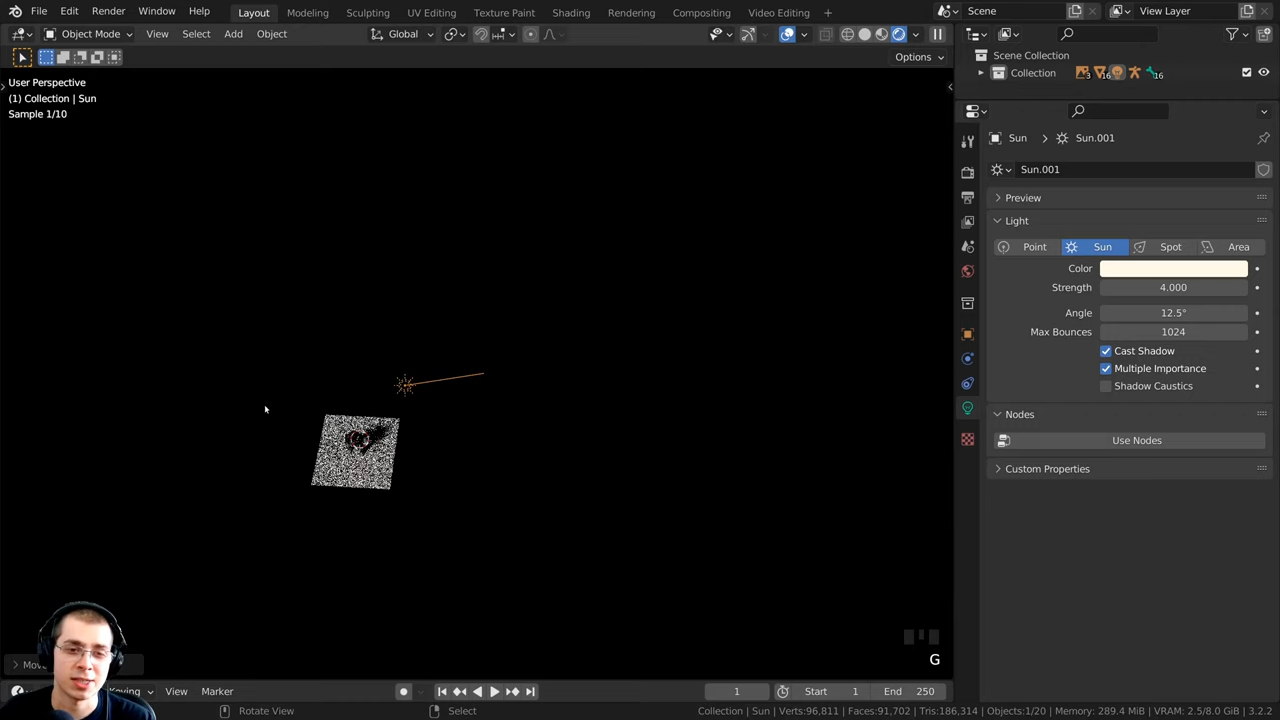 File Edit Render Window Help Layout Modeling Sculpting UV Editing Texture Paint Shading Rendering Compositing Video Editing + Scene View Layer
Object Mode View Select Add Object Global
Options
Scene Collection
Collection 3 16 16
User Perspective
(1) Collection | Sun
Sample 1/10
Sun > Sun.001
Sun.001
Preview
Light
Point Sun Spot Area
Color
Strength 4.000
Angle 12.5°
Max Bounces 1024
Cast Shadow
Multiple Importance
Shadow Caustics
Nodes
Use Nodes
Custom Properties
G
Mov
Keying View Marker 1 Start 1 End 250
Rotate View Select Collection | Sun | Verts:96,811 | Faces:91,702 | Tris:186,314 | Objects:1/20 | Memory: 289.4 MiB | VRAM: 2.5/8.0 GiB | 3.2.2